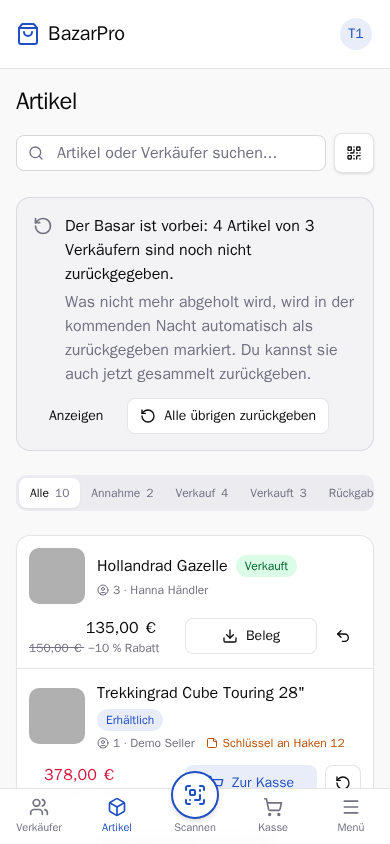 BazarPro
T1
Artikel
Artikel oder Verkäufer suchen...
Der Basar ist vorbei: 4 Artikel von 3
Verkäufern sind noch nicht
zurückgegeben.
Was nicht mehr abgeholt wird, wird in der
kommenden Nacht automatisch als
zurückgegeben markiert. Du kannst sie
auch jetzt gesammelt zurückgeben.
Anzeigen Alle übrigen zurückgeben
Alle 10 Annahme 2 Verkauf 4 Verkauft 3 Rückgab
Hollandrad Gazelle Verkauft
3 · Hanna Händler
135,00 €
150,00 € −10 % Rabatt
Beleg
Trekkingrad Cube Touring 28"
Erhältlich
1 · Demo Seller Schlüssel an Haken 12
378,00 €
Zur Kasse
Verkäufer Artikel Scannen Kasse Menü